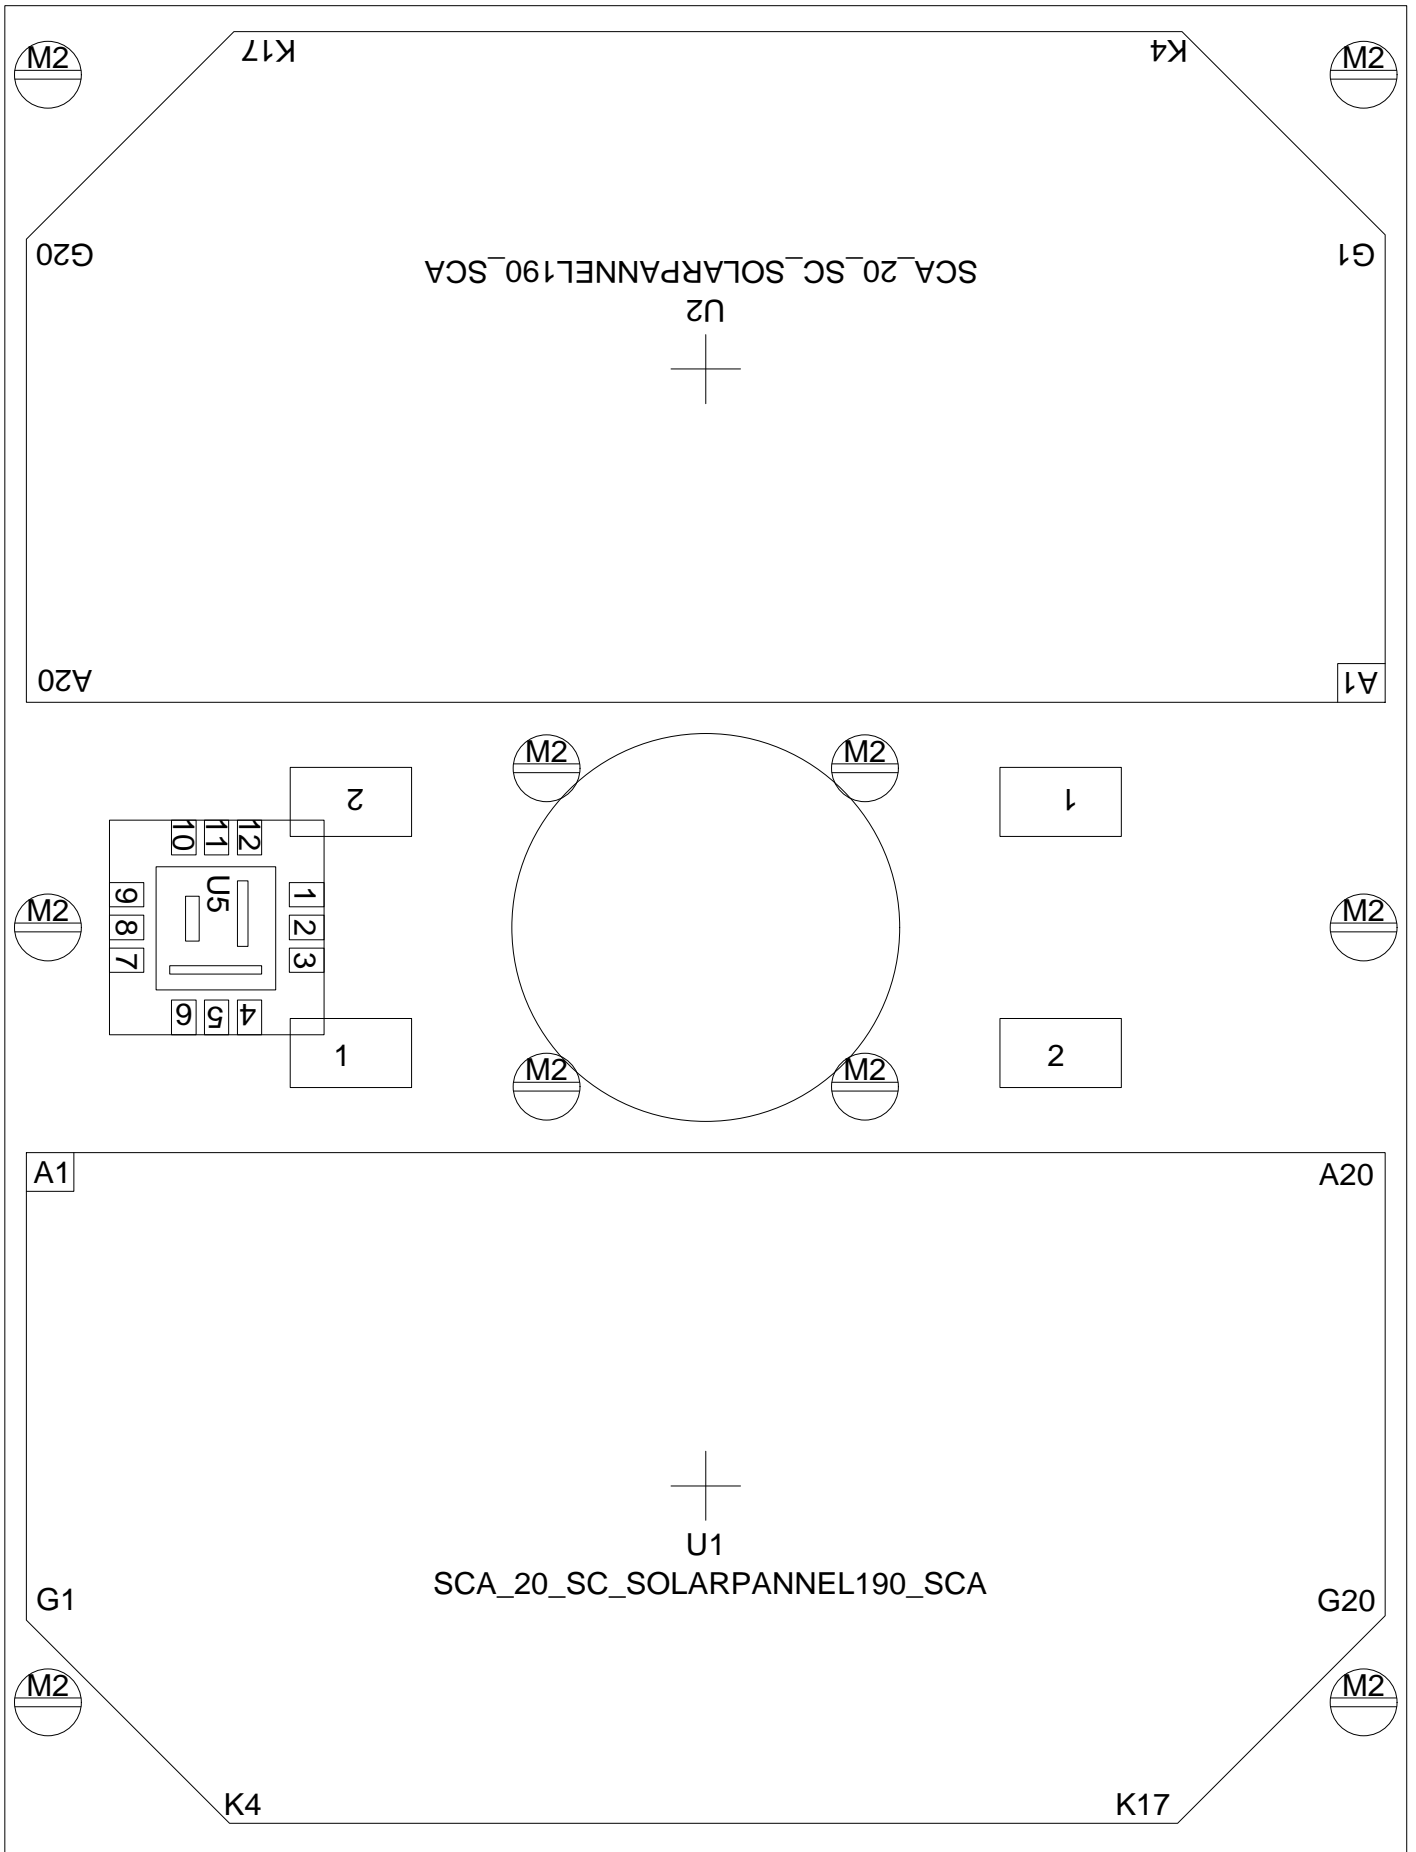 M2 K17 K4 M2
G20 G1
SCA_20_SC_SOLARPANNEL190_SCA
U2
A20 A1
M2 M2
2 1
10 11 12
U5
9 1
M2 8 2 M2
7 3
6 5 4
1 2
M2 M2
A1 A20
U1
SCA_20_SC_SOLARPANNEL190_SCA
G1 G20
M2 M2
K4 K17